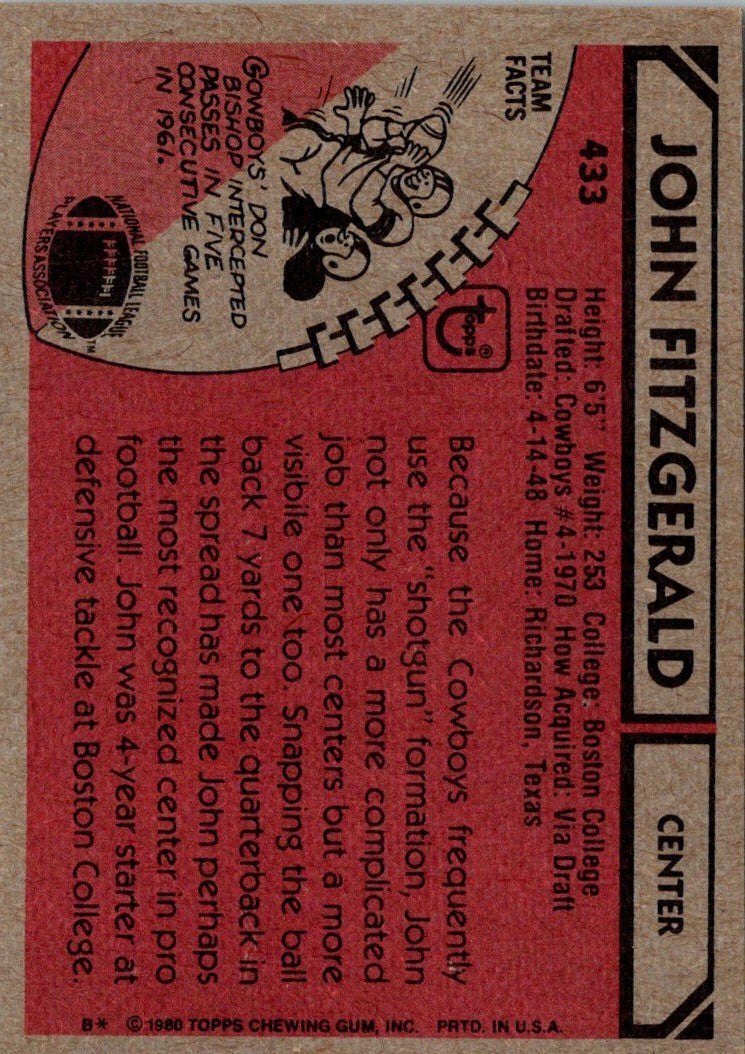 JOHN FITZGERALD
CENTER
433
Height: 6'5" Weight: 253 College: Boston College
Drafted: Cowboys #4-1970 How Acquired: Via Draft
Birthdate: 4-14-48 Home: Richardson, Texas
TEAM
FACTS
topps®
COWBOYS' DON
BISHOP INTERCEPTED
PASSES IN FIVE
CONSECUTIVE GAMES
IN 1961.
NATIONAL FOOTBALL LEAGUE
PLAYERS ASSOCIATION
TM
Because the Cowboys frequently
use the "shotgun" formation, John
not only has a more complicated
job than most centers but a more
visibile one too. Snapping the ball
back 7 yards to the quarterback in
the spread has made John perhaps
the most recognized center in pro
football. John was 4-year starter at
defensive tackle at Boston College.
B* © 1980 TOPPS CHEWING GUM, INC. PRTD. IN U.S.A.